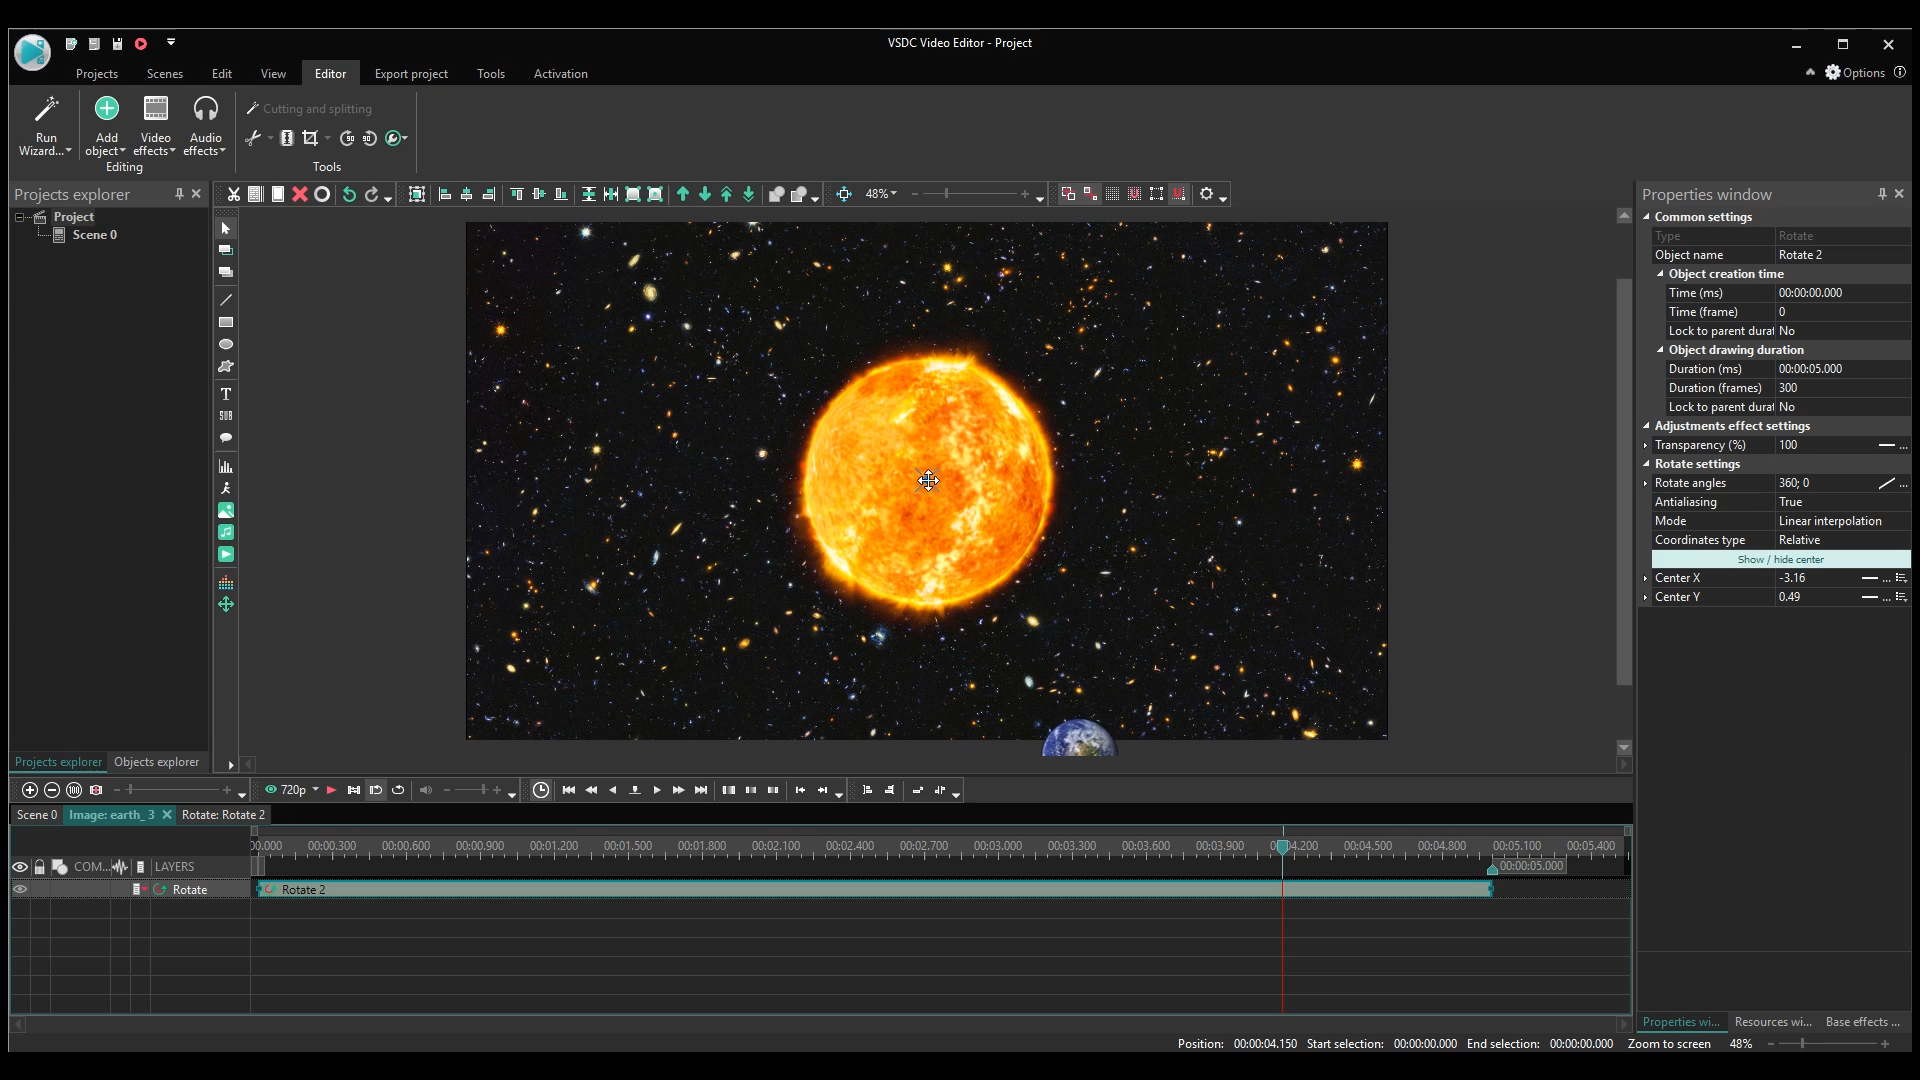 VSDC Video Editor - Project
Projects Scenes Edit View Editor Export project Tools Activation
Options
Cutting and splitting
Run Wizard...
Add object
Video effects
Audio effects
Editing
Tools
Projects explorer
Properties window
48%
Project
Scene 0
Common settings
Type Rotate
Object name Rotate 2
Object creation time
Time (ms) 00:00:00.000
Time (frame) 0
Lock to parent durat No
Object drawing duration
Duration (ms) 00:00:05.000
Duration (frames) 300
Lock to parent durat No
Adjustments effect settings
Transparency (%) 100
Rotate settings
Rotate angles 360; 0
Antialiasing True
Mode Linear interpolation
Coordinates type Relative
Show / hide center
Center X -3.16
Center Y 0.49
T
SUB
Projects explorer Objects explorer
720p
Scene 0 Image: earth_ 3 Rotate: Rotate 2
00:00.300 00:00.600 00:00.900 00:01.200 00:01.500 00:01.800 00:02.100 00:02.400 00:02.700 00:03.000 00:03.300 00:03.600 00:03.900 00:04.500 00:04.800 00:05.100 00:05.400
COM... LAYERS
00:00:05.000
Rotate Rotate 2
Properties wi... Resources wi... Base effects ...
Position: 00:00:04.150 Start selection: 00:00:00.000 End selection: 00:00:00.000 Zoom to screen 48%